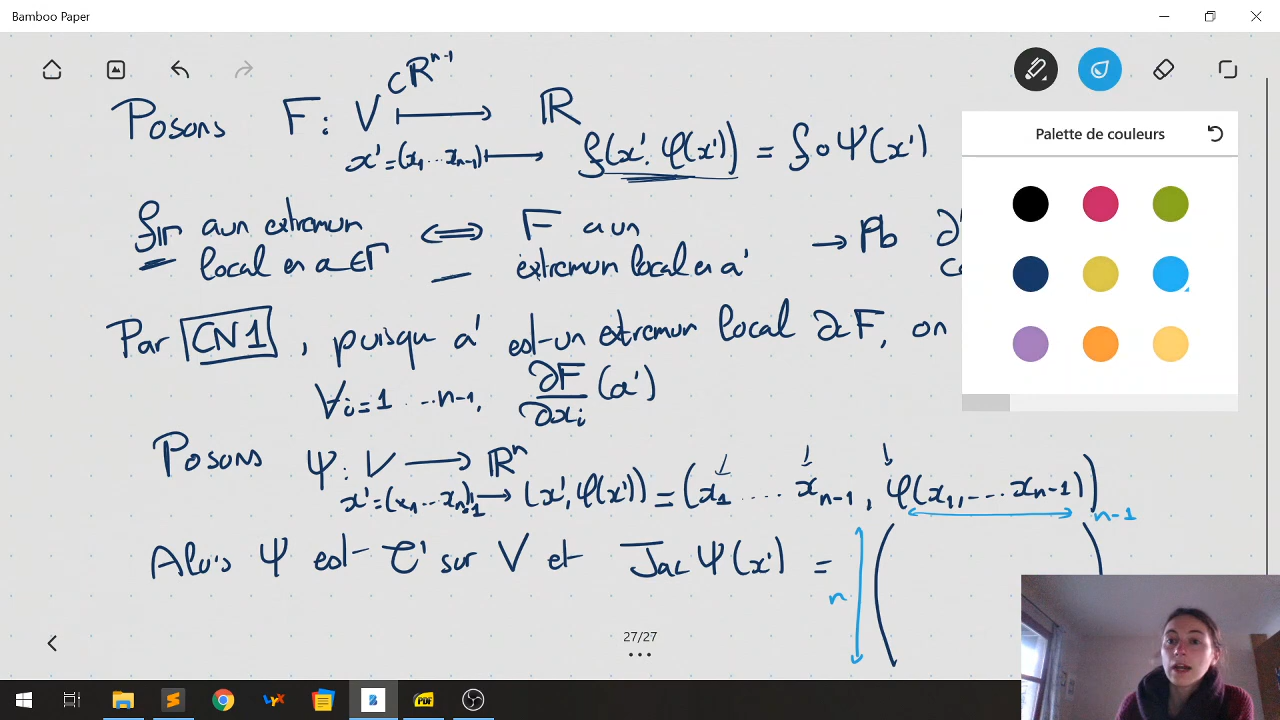 Bamboo Paper
Posons F: V ⊂ℝⁿ⁻¹ ⟼ ℝ
x' = (x₁ ... xₙ₋₁) ⟼ f(x', φ(x')) = f∘Ψ(x')
f|Γ a un extremum ⟺ F a un → Pb
local en a∈Γ extremum local en a'
Par CN1, puisque a' est un extremum local de F, on
∀i=1 ... n-1, ∂F/∂xᵢ (a')
Posons Ψ: V ⟶ ℝⁿ
x' = (x₁ ... xₙ₋₁) ⟼ (x', φ(x')) = (x₁ .... xₙ₋₁, φ(x₁, ... xₙ₋₁))
n-1
Alors Ψ est C¹ sur V et Jac Ψ(x') = (
n
Palette de couleurs
27/27